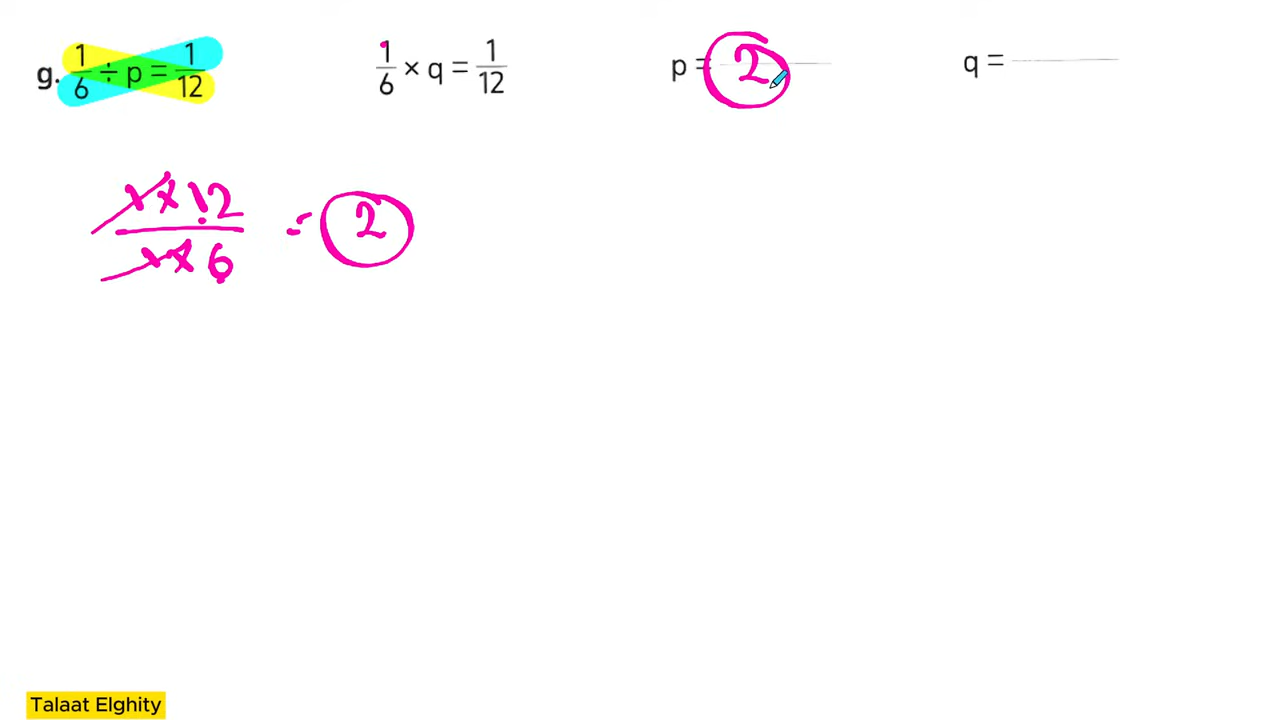 g. 1/6 ÷ p = 1/12    1/6 × q = 1/12    p = 2    q =
1 × 12 / 1 × 6 = 2
Talaat Elghity